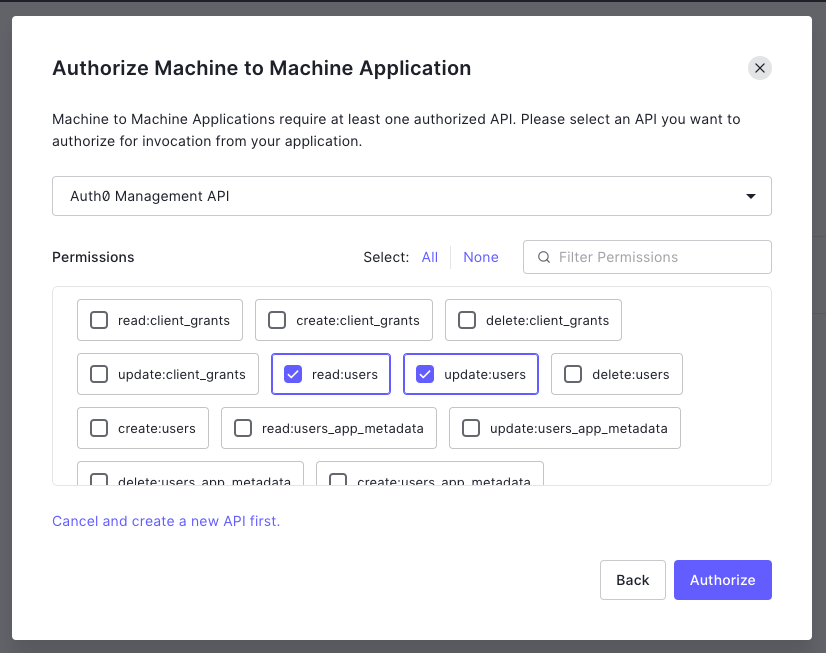 Authorize Machine to Machine Application
Machine to Machine Applications require at least one authorized API. Please select an API you want to
authorize for invocation from your application.
Auth0 Management API
Permissions Select: All None Filter Permissions
read:client_grants create:client_grants delete:client_grants
update:client_grants read:users update:users delete:users
create:users read:users_app_metadata update:users_app_metadata
delete:users_app_metadata create:users_app_metadata
Cancel and create a new API first.
Back Authorize